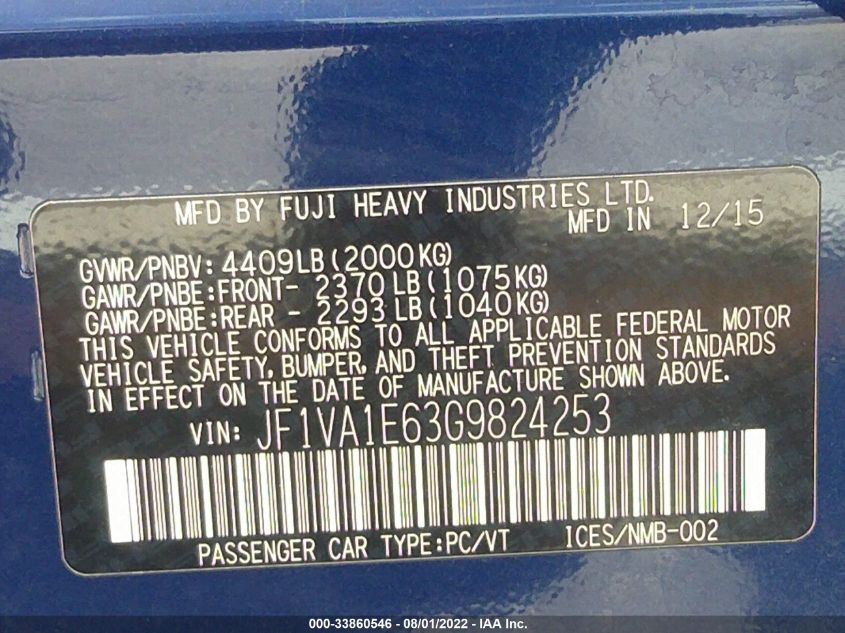 MFD BY FUJI HEAVY INDUSTRIES LTD.
MFD IN 12/15
GVWR/PNBV: 4409LB(2000KG)
GAWR/PNBE:FRONT- 2370 LB(1075KG)
GAWR/PNBE:REAR - 2293 LB(1040KG)
THIS VEHICLE CONFORMS TO ALL APPLICABLE FEDERAL MOTOR
VEHICLE SAFETY, BUMPER, AND THEFT PREVENTION STANDARDS
IN EFFECT ON THE DATE OF MANUFACTURE SHOWN ABOVE.
VIN: JF1VA1E63G9824253
PASSENGER CAR TYPE:PC/VT ICES/NMB-002
000-33860546 - 08/01/2022 - IAA Inc.